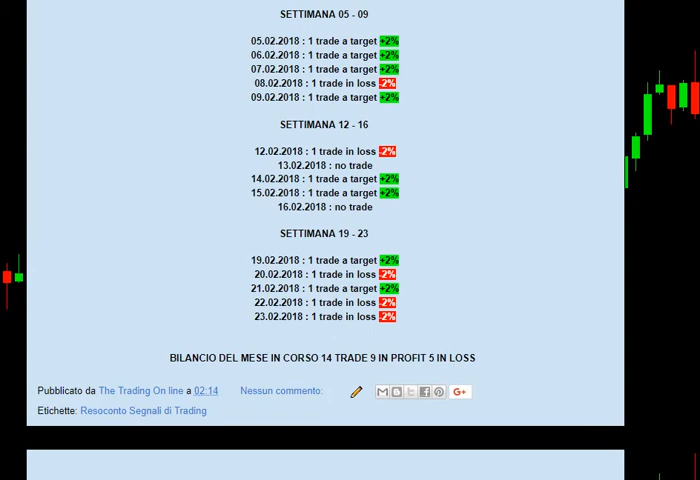 SETTIMANA 05 - 09
05.02.2018 : 1 trade a target +2%
06.02.2018 : 1 trade a target +2%
07.02.2018 : 1 trade a target +2%
08.02.2018 : 1 trade in loss -2%
09.02.2018 : 1 trade a target +2%
SETTIMANA 12 - 16
12.02.2018 : 1 trade in loss -2%
13.02.2018 : no trade
14.02.2018 : 1 trade a target +2%
15.02.2018 : 1 trade a target +2%
16.02.2018 : no trade
SETTIMANA 19 - 23
19.02.2018 : 1 trade a target +2%
20.02.2018 : 1 trade in loss -2%
21.02.2018 : 1 trade a target +2%
22.02.2018 : 1 trade in loss -2%
23.02.2018 : 1 trade in loss -2%
BILANCIO DEL MESE IN CORSO 14 TRADE 9 IN PROFIT 5 IN LOSS
Pubblicato da The Trading On line a 02:14 Nessun commento: G+
Etichette: Resoconto Segnali di Trading